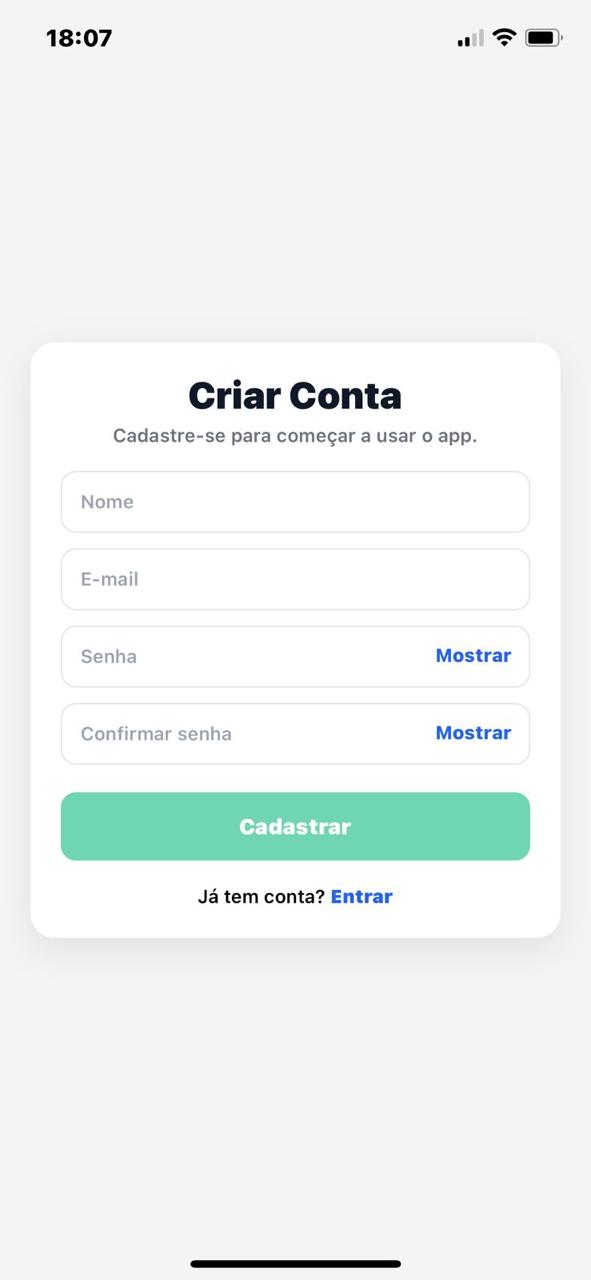 18:07
Criar Conta
Cadastre-se para começar a usar o app.
Nome
E-mail
Senha Mostrar
Confirmar senha Mostrar
Cadastrar
Já tem conta? Entrar